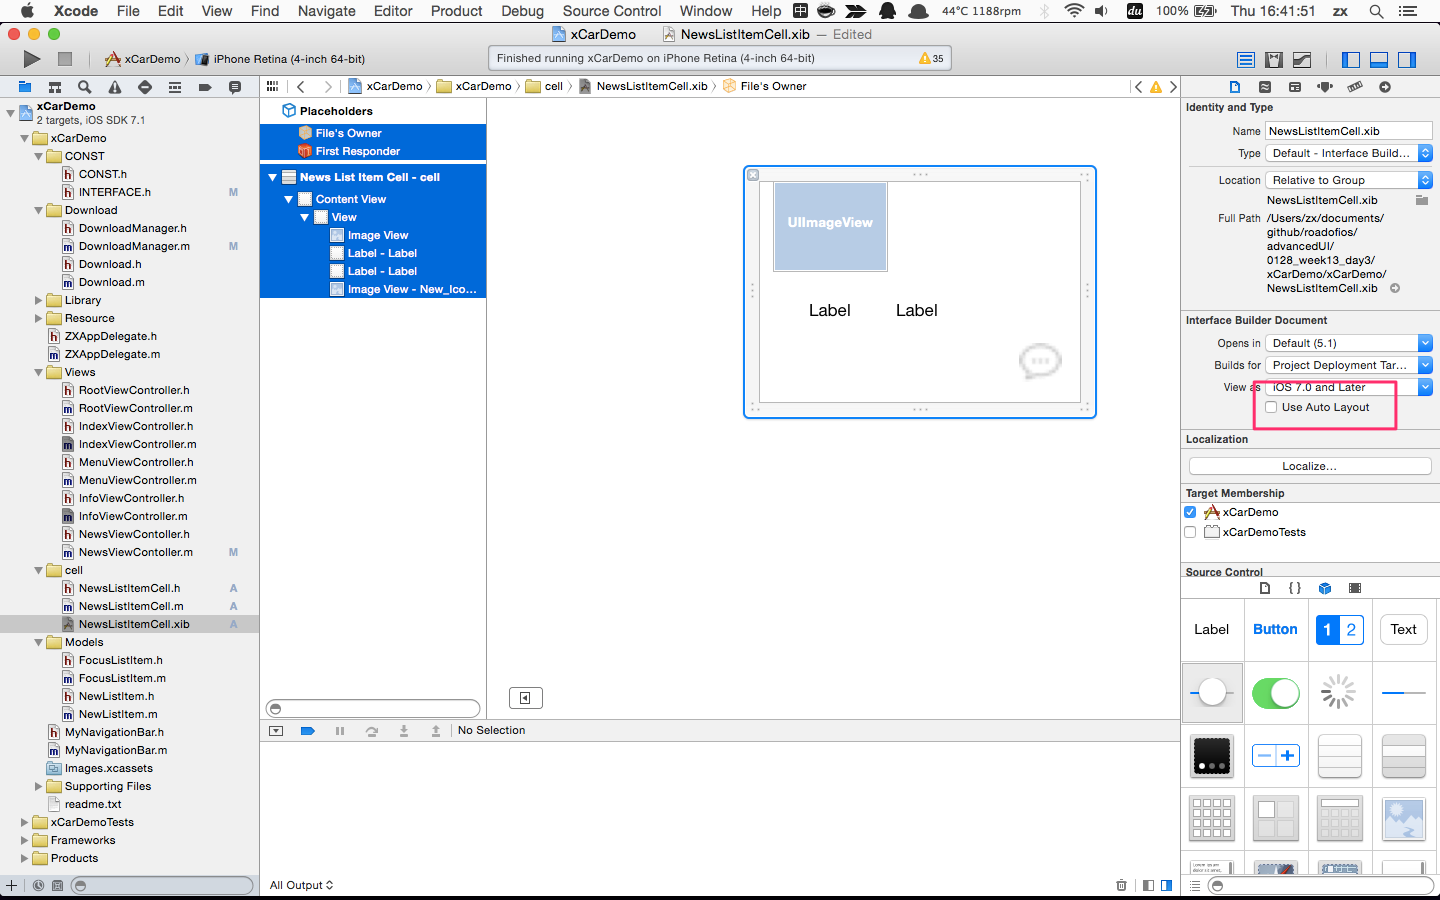 Xcode File Edit View Find Navigate Editor Product Debug Source Control Window Help 中 44°C 1188rpm du 100% Thu 16:41:51 zx
xCarDemo NewsListItemCell.xib — Edited
xCarDemo iPhone Retina (4-inch 64-bit)
Finished running xCarDemo on iPhone Retina (4-inch 64-bit) 35
xCarDemo xCarDemo cell NewsListItemCell.xib File's Owner
xCarDemo
2 targets, iOS SDK 7.1
xCarDemo
CONST
CONST.h
INTERFACE.h M
Download
DownloadManager.h
DownloadManager.m M
Download.h
Download.m
Library
Resource
ZXAppDelegate.h
ZXAppDelegate.m
Views
RootViewController.h
RootViewController.m
IndexViewController.h
IndexViewController.m
MenuViewController.h
MenuViewController.m
InfoViewController.h
InfoViewController.m
NewsViewContoller.h
NewsViewContoller.m M
cell
NewsListItemCell.h A
NewsListItemCell.m A
NewsListItemCell.xib A
Models
FocusListItem.h
FocusListItem.m
NewListItem.h
NewListItem.m
MyNavigationBar.h
MyNavigationBar.m
Images.xcassets
Supporting Files
readme.txt
xCarDemoTests
Frameworks
Products
Placeholders
File's Owner
First Responder
News List Item Cell - cell
Content View
View
Image View
Label - Label
Label - Label
Image View - New_Ico...
UIImageView
Label Label
No Selection
All Output
Identity and Type
Name NewsListItemCell.xib
Type Default - Interface Build...
Location Relative to Group
NewsListItemCell.xib
Full Path /Users/zx/documents/
github/roadofios/
advancedUI/
0128_week13_day3/
xCarDemo/xCarDemo/
NewsListItemCell.xib
Interface Builder Document
Opens in Default (5.1)
Builds for Project Deployment Tar...
View as iOS 7.0 and Later
Use Auto Layout
Localization
Localize...
Target Membership
xCarDemo
xCarDemoTests
Source Control
{ }
Label Button 1 2 Text